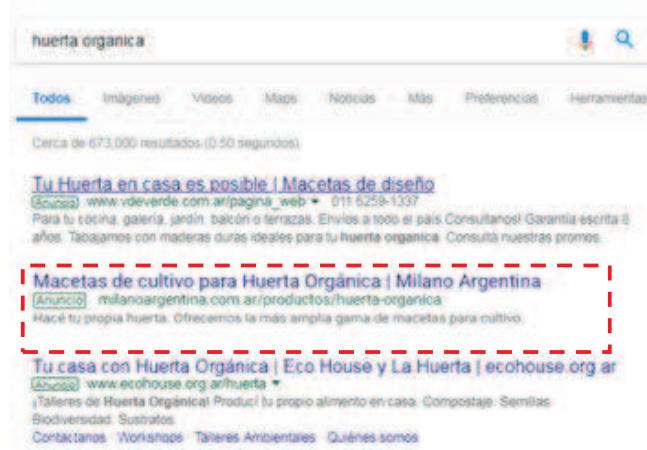 huerta organica
Todos Imágenes Videos Maps Noticias Más Preferencias Herramientas
Cerca de 673,000 resultados (0.50 segundos)
Tu Huerta en casa es posible | Macetas de diseño
Anuncio www.vdeverde.com.ar/pagina_web 011 6259-1337
Para tu cocina, galería, jardín, balcón o terrazas. Envíos a todo el país Consultanos! Garantía escrita 6
años. Tabajamos con maderas duras ideales para tu huerta organica. Consultá nuestras promos.
Macetas de cultivo para Huerta Orgánica | Milano Argentina
Anuncio milanoargentina.com.ar/productos/huerta-organica
Hacé tu propia huerta. Ofrecemos la más amplia gama de macetas para cultivo.
Tu casa con Huerta Orgánica | Eco House y La Huerta | ecohouse.org.ar
Anuncio www.ecohouse.org.ar/huerta
¡Talleres de Huerta Orgánica! Producí tu propio alimento en casa. Compostaje. Semillas.
Biodiversidad. Sustratos.
Contactanos Workshops Talleres Ambientales Quiénes somos